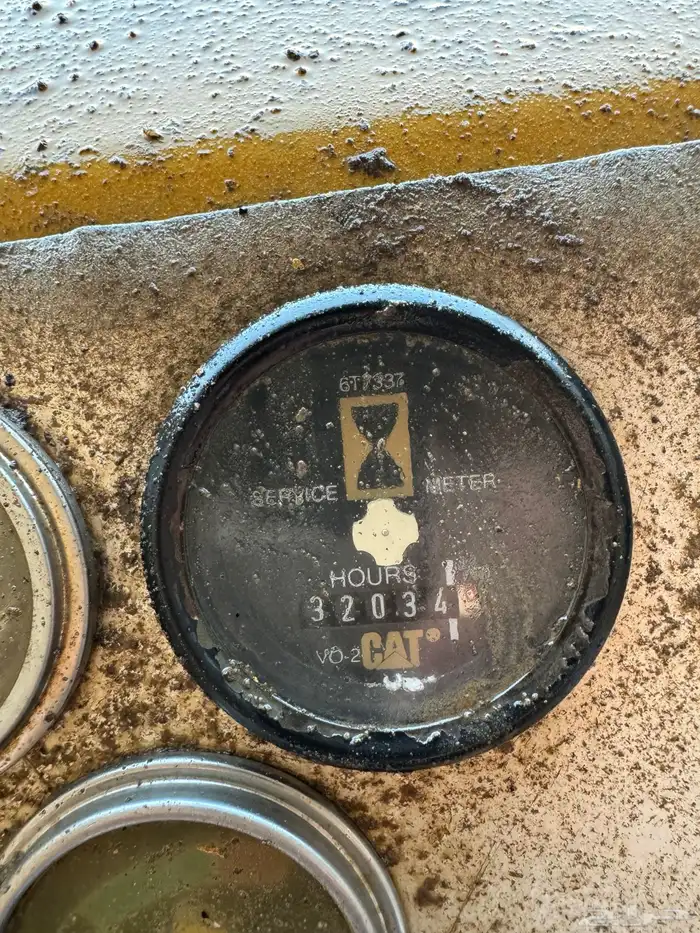 6T7337
SERVICE METER
HOURS
32034
VO-2
CAT®